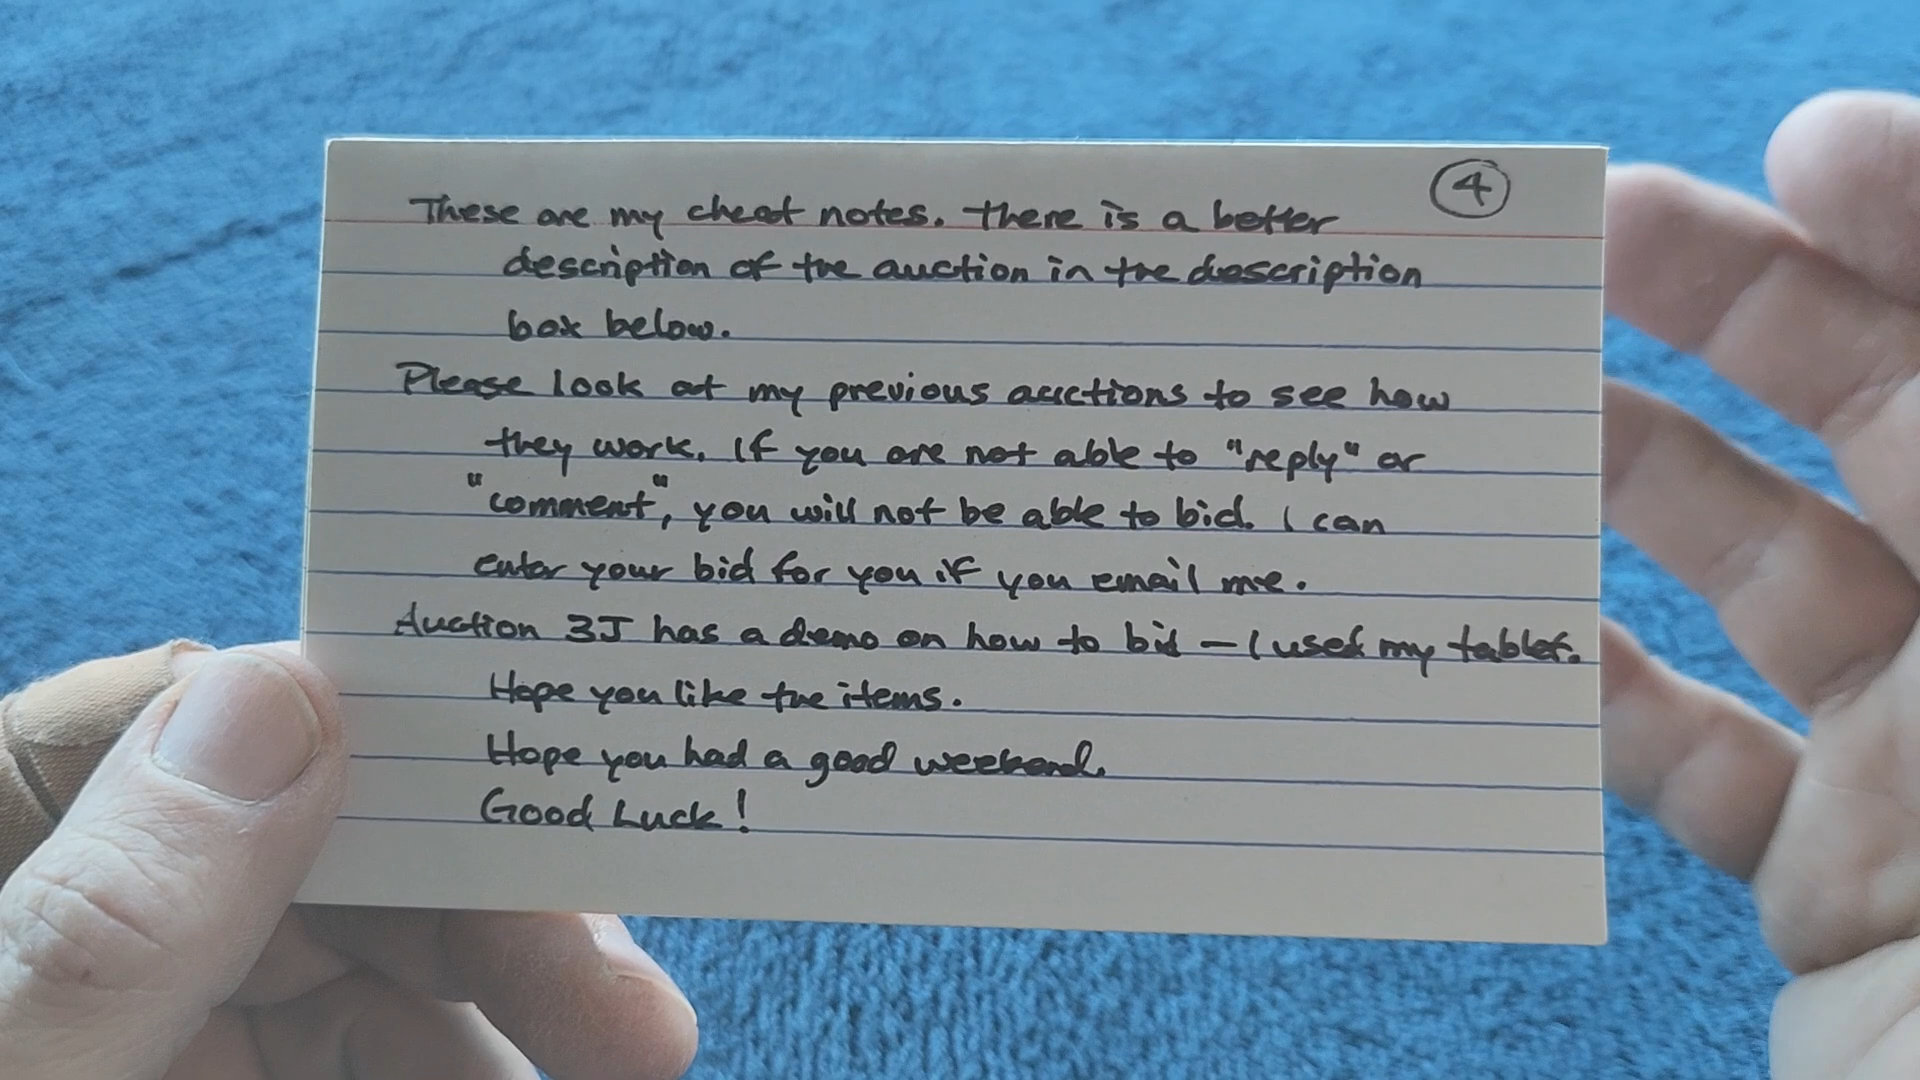 4
These are my cheat notes. There is a better
description of the auction in the description
box below.
Please look at my previous auctions to see how
they work. If you are not able to "reply" or
"comment", you will not be able to bid. I can
enter your bid for you if you email me.
Auction 3J has a demo on how to bid - I used my tablet.
Hope you like the items.
Hope you had a good weekend.
Good Luck!